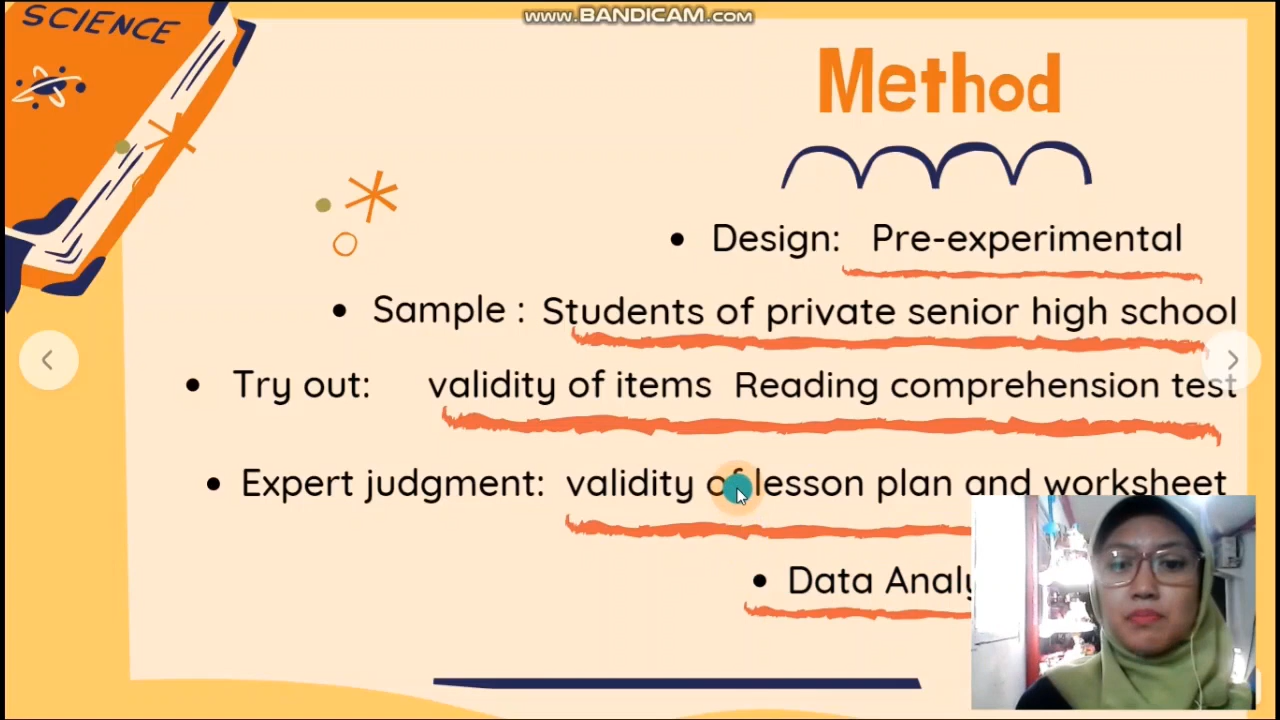 SCIENCE
www.BANDICAM.com
Method
Design: Pre-experimental
Sample : Students of private senior high school
Try out: validity of items Reading comprehension test
Expert judgment: validity of lesson plan and worksheet
Data